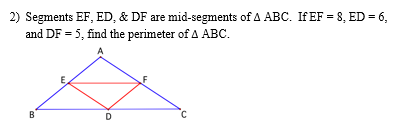 2) Segments EF, ED, & DF are mid-segments of Δ ABC. If EF = 8, ED = 6,
and DF = 5, find the perimeter of Δ ABC.
A
E
F
B
D
C